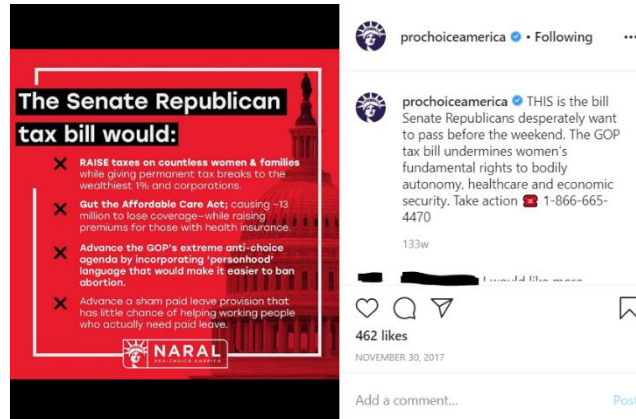 The Senate Republican
tax bill would:
✕ RAISE taxes on countless women & families
while giving permanent tax breaks to the
wealthiest 1% and corporations.
✕ Gut the Affordable Care Act; causing ~13
million to lose coverage—while raising
premiums for those with health insurance.
✕ Advance the GOP's extreme anti-choice
agenda by incorporating 'personhood'
language that would make it easier to ban
abortion.
✕ Advance a sham paid leave provision that
has little chance of helping working people
who actually need paid leave.
NARAL
PRO-CHOICE AMERICA
prochoiceamerica • Following
prochoiceamerica THIS is the bill
Senate Republicans desperately want
to pass before the weekend. The GOP
tax bill undermines women's
fundamental rights to bodily
autonomy, healthcare and economic
security. Take action ☎ 1-866-665-
4470
133w
I would like more
462 likes
NOVEMBER 30, 2017
Add a comment...
Post